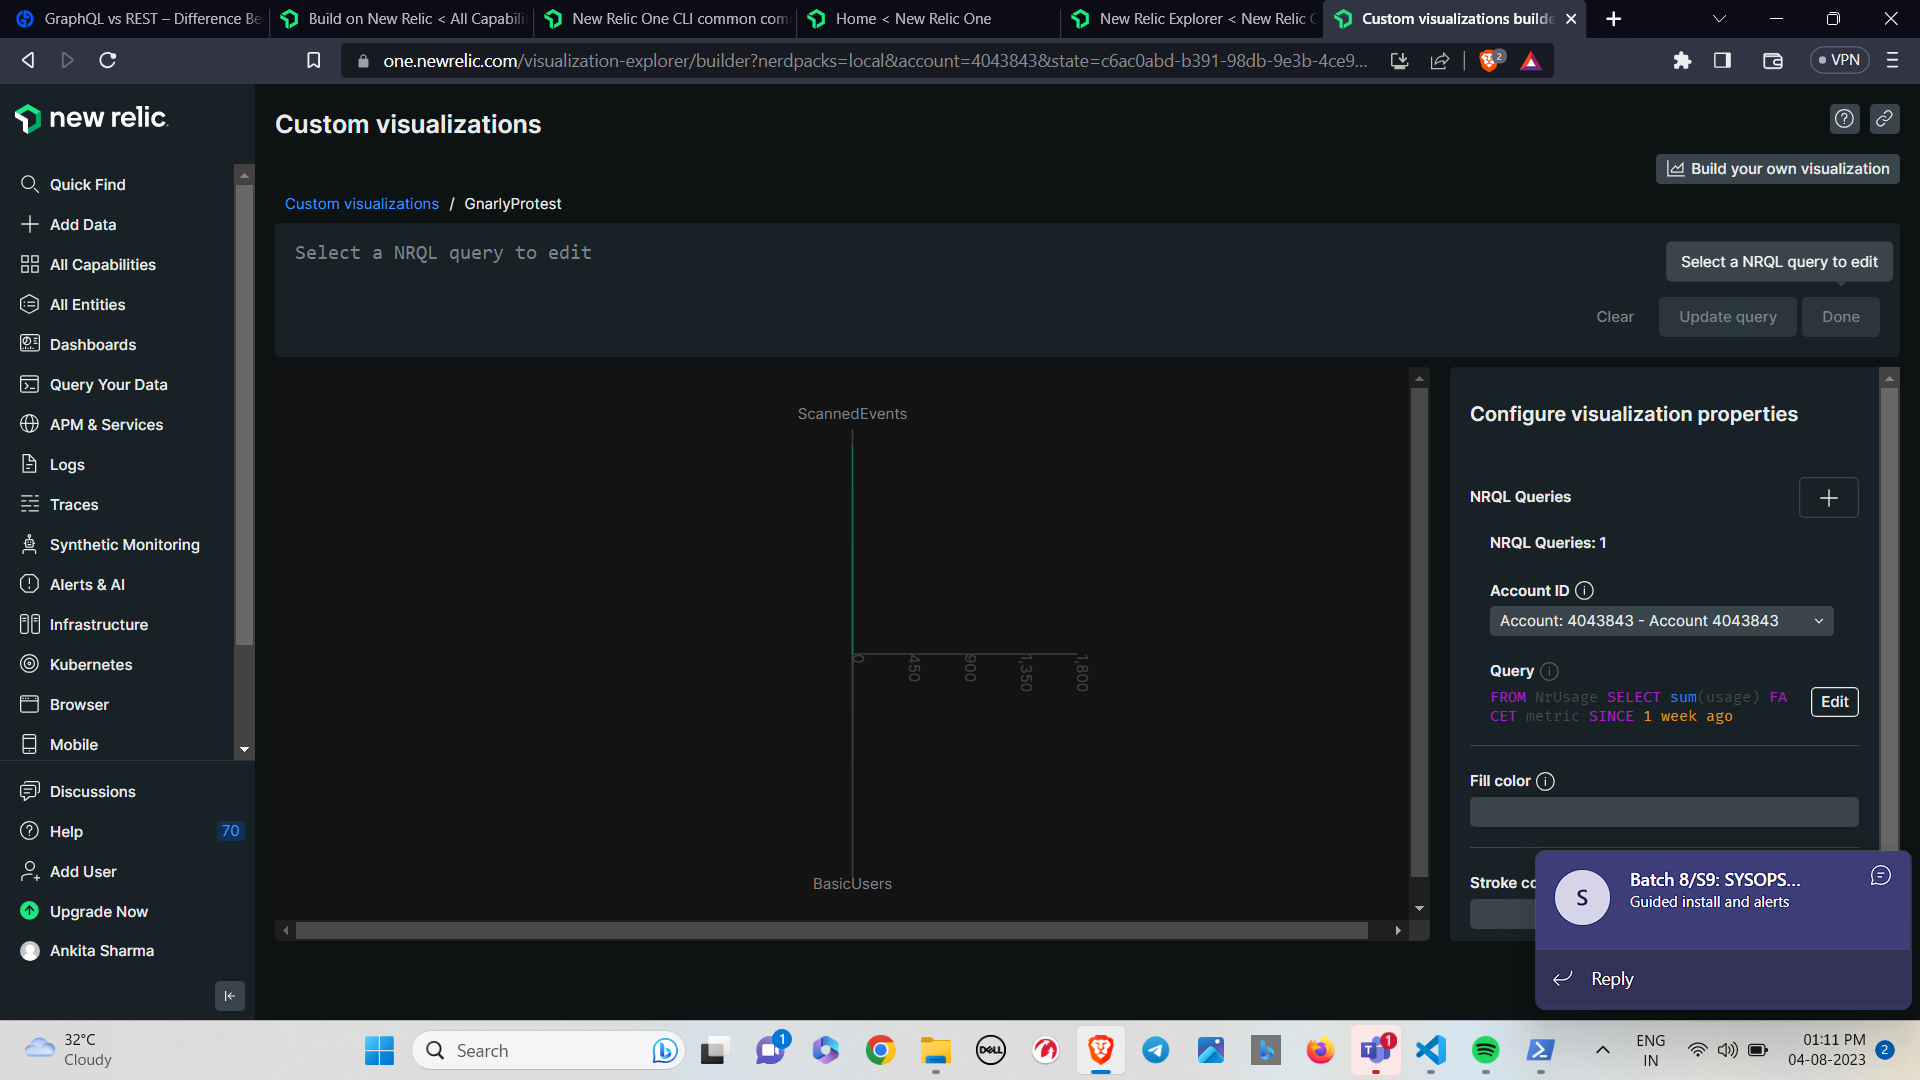 GraphQL vs REST – Difference Be
Build on New Relic < All Capabilit
New Relic One CLI common com
Home < New Relic One
New Relic Explorer < New Relic O
Custom visualizations builde
one.newrelic.com/visualization-explorer/builder?nerdpacks=local&account=4043843&state=c6ac0abd-b391-98db-9e3b-4ce9...
2
VPN
new relic
Quick Find
Add Data
All Capabilities
All Entities
Dashboards
Query Your Data
APM & Services
Logs
Traces
Synthetic Monitoring
Alerts & AI
Infrastructure
Kubernetes
Browser
Mobile
Discussions
Help
70
Add User
Upgrade Now
Ankita Sharma
Custom visualizations
Build your own visualization
Custom visualizations / GnarlyProtest
Select a NRQL query to edit
Select a NRQL query to edit
Clear
Update query
Done
ScannedEvents
0
450
900
1,350
1,800
BasicUsers
Configure visualization properties
NRQL Queries
NRQL Queries: 1
Account ID
Account: 4043843 - Account 4043843
Query
FROM NrUsage SELECT sum(usage) FA
CET metric SINCE 1 week ago
Edit
Fill color
Stroke co
S
Batch 8/S9: SYSOPS...
Guided install and alerts
Reply
32°C
Cloudy
Search
1
DELL
1
ENG
IN
01:11 PM
04-08-2023
2